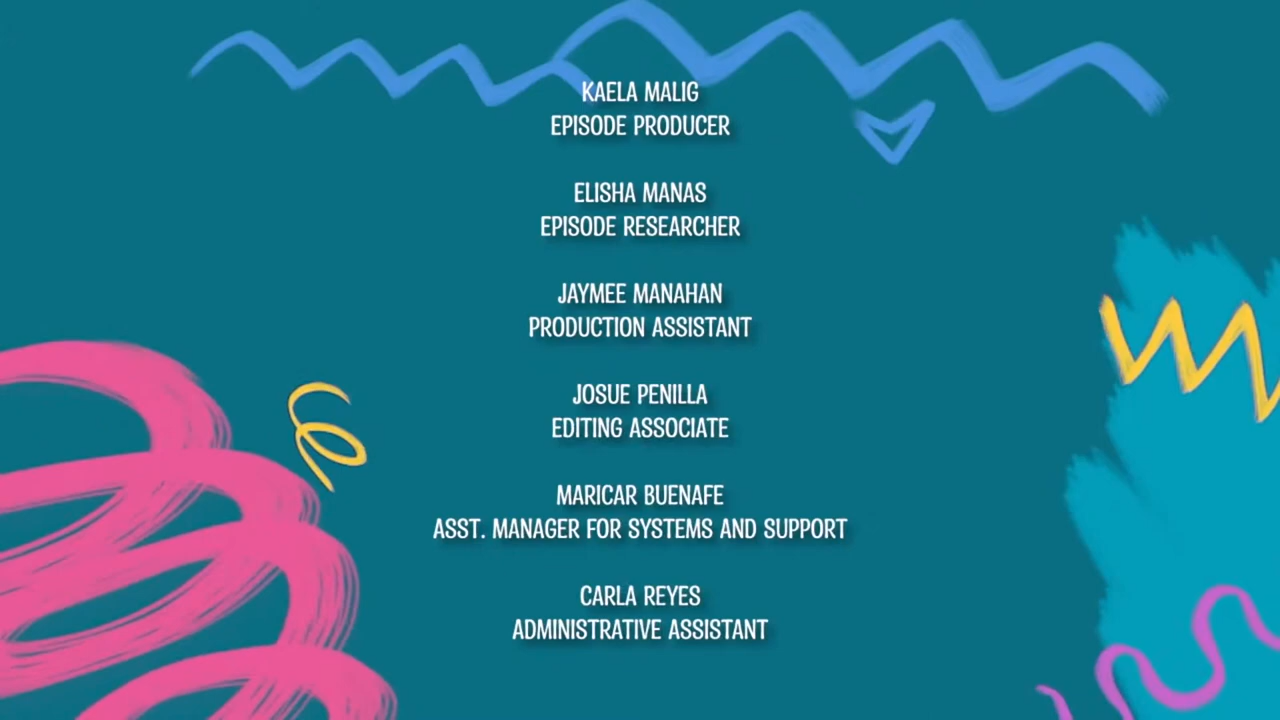 KAELA MALIG
EPISODE PRODUCER
ELISHA MANAS
EPISODE RESEARCHER
JAYMEE MANAHAN
PRODUCTION ASSISTANT
JOSUE PENILLA
EDITING ASSOCIATE
MARICAR BUENAFE
ASST. MANAGER FOR SYSTEMS AND SUPPORT
CARLA REYES
ADMINISTRATIVE ASSISTANT